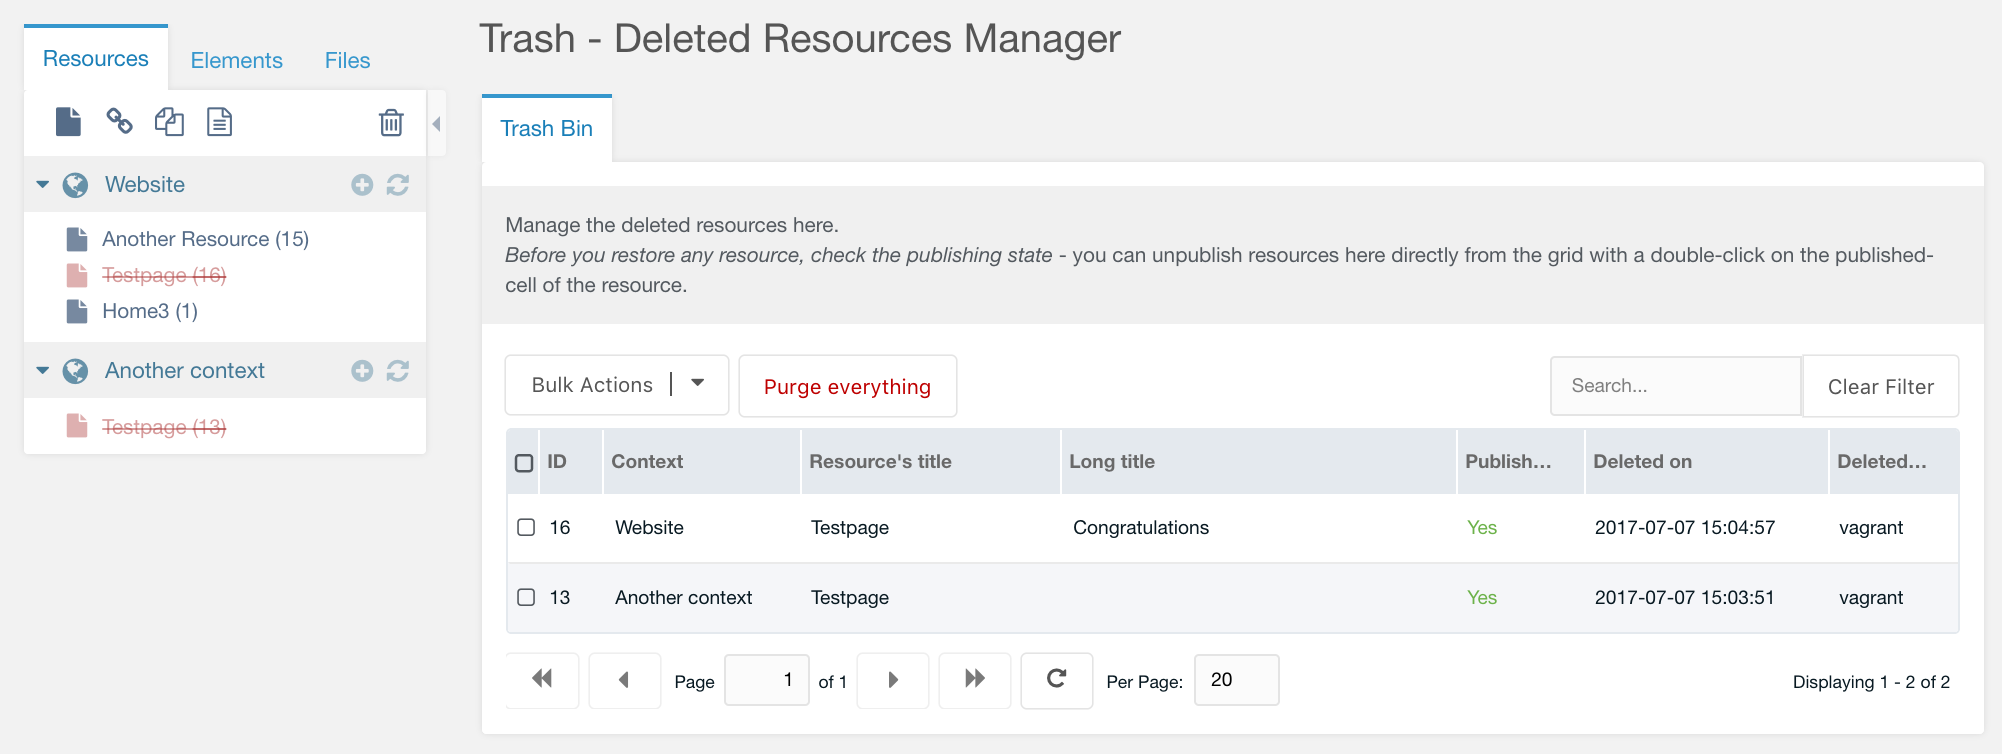 Resources
Elements
Files
Website
Another Resource (15)
Testpage (16)
Home3 (1)
Another context
Testpage (13)
Trash - Deleted Resources Manager
Trash Bin
Manage the deleted resources here.
Before you restore any resource, check the publishing state - you can unpublish resources here directly from the grid with a double-click on the published-
cell of the resource.
Bulk Actions
Purge everything
Search...
Clear Filter
ID Context Resource's title Long title Publish... Deleted on Deleted...
16 Website Testpage Congratulations Yes 2017-07-07 15:04:57 vagrant
13 Another context Testpage Yes 2017-07-07 15:03:51 vagrant
Page 1 of 1
Per Page: 20
Displaying 1 - 2 of 2